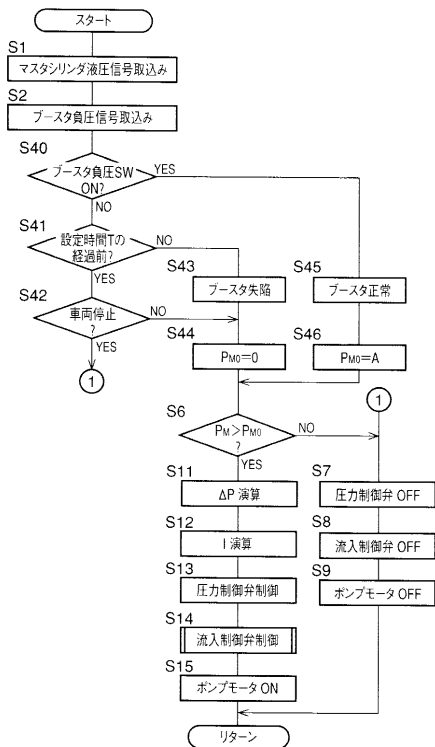 スタート
S1
マスタシリンダ液圧信号取込み
S2
ブースタ負圧信号取込み
S40
ブースタ負圧SW
ON?
YES
NO
S41
設定時間Tの
経過前?
NO
YES
S42
車両停止
?
NO
YES
1
S43
ブースタ失陥
S44
PM0=0
S45
ブースタ正常
S46
PM0=A
S6
PM>PM0
?
NO
YES
1
S11
ΔP 演算
S12
I 演算
S13
圧力制御弁制御
S14
流入制御弁制御
S15
ポンプモータ ON
S7
圧力制御弁 OFF
S8
流入制御弁 OFF
S9
ポンプモータ OFF
リターン